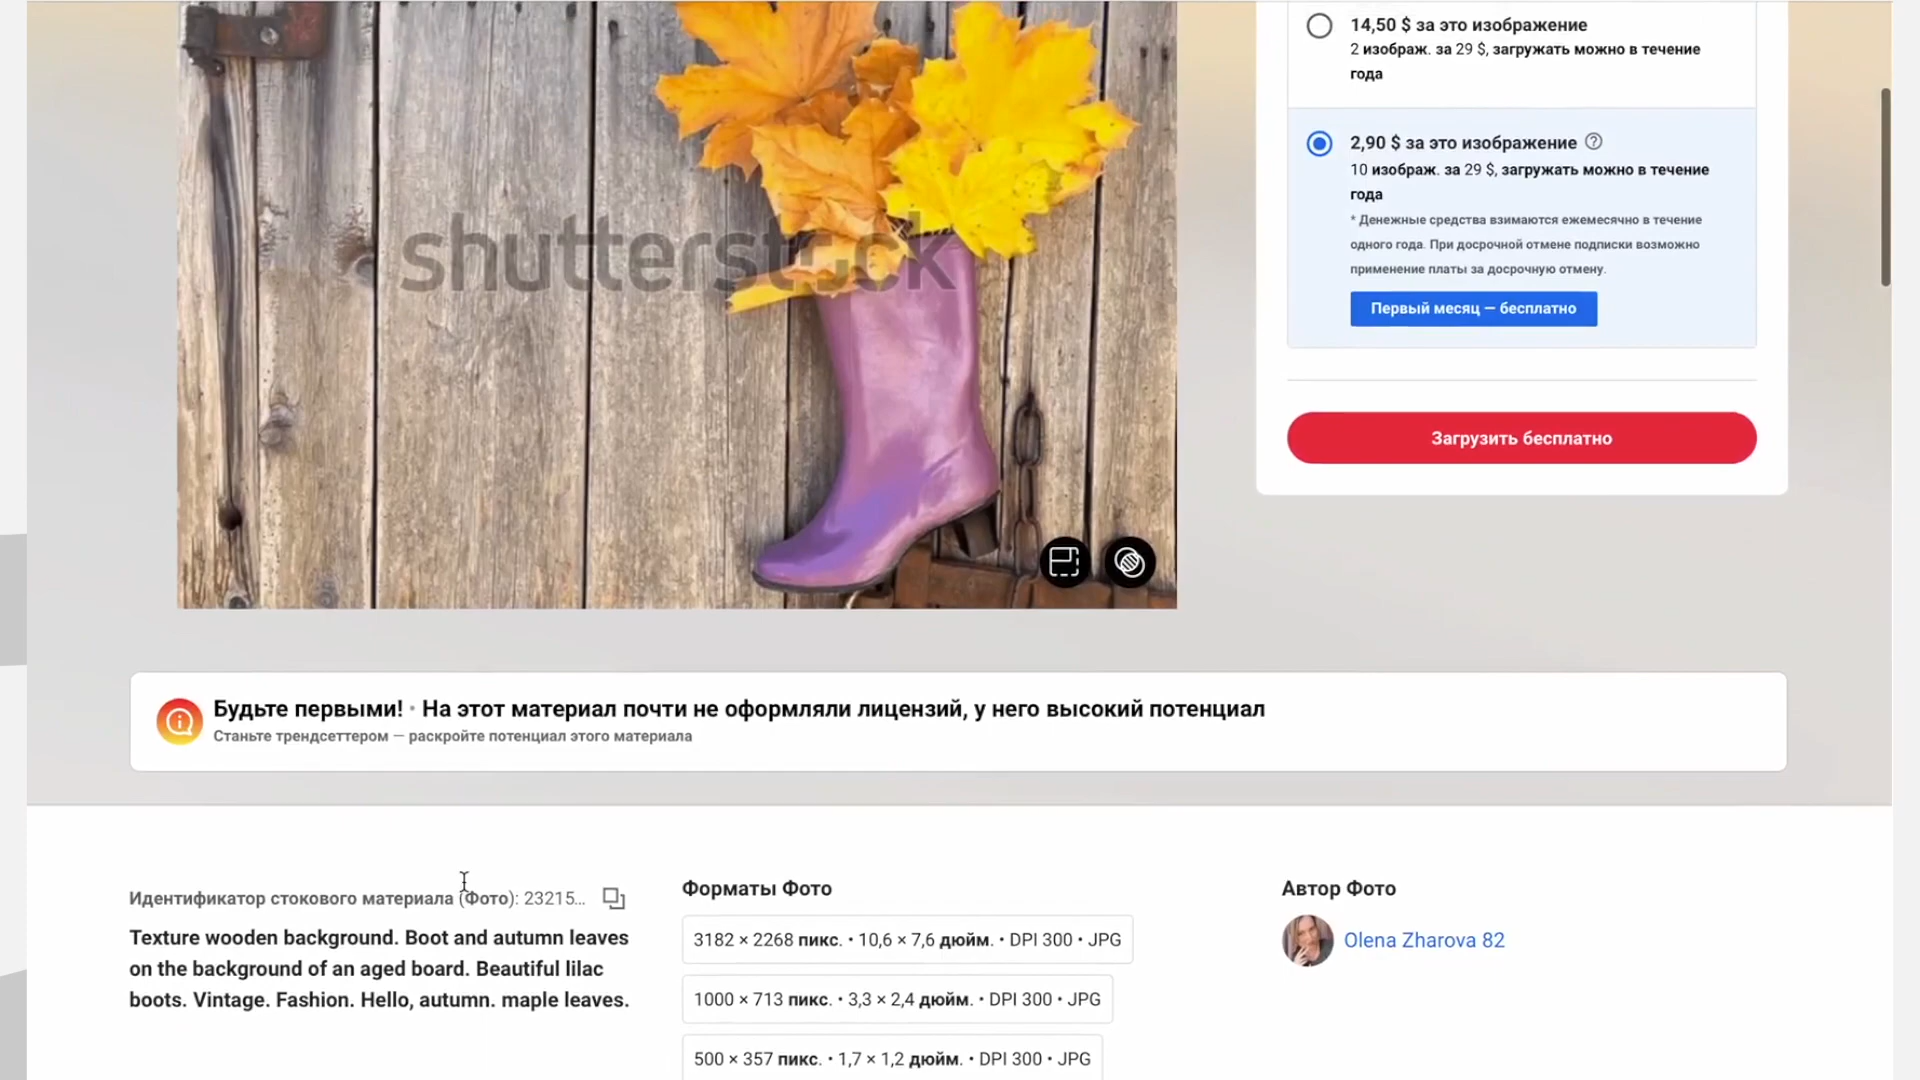 14,50 $ за это изображение
2 изображ. за 29 $, загружать можно в течение
года
2,90 $ за это изображение
10 изображ. за 29 $, загружать можно в течение
года
* Денежные средства взимаются ежемесячно в течение
одного года. При досрочной отмене подписки возможно
применение платы за досрочную отмену.
Первый месяц — бесплатно
shutterstock
Загрузить бесплатно
Будьте первыми! • На этот материал почти не оформляли лицензий, у него высокий потенциал
Станьте трендсеттером — раскройте потенциал этого материала
Идентификатор стокового материала (Фото): 23215...
Texture wooden background. Boot and autumn leaves
on the background of an aged board. Beautiful lilac
boots. Vintage. Fashion. Hello, autumn. maple leaves.
Форматы Фото
3182 × 2268 пикс. • 10,6 × 7,6 дюйм. • DPI 300 • JPG
1000 × 713 пикс. • 3,3 × 2,4 дюйм. • DPI 300 • JPG
500 × 357 пикс. • 1,7 × 1,2 дюйм. • DPI 300 • JPG
Автор Фото
Olena Zharova 82